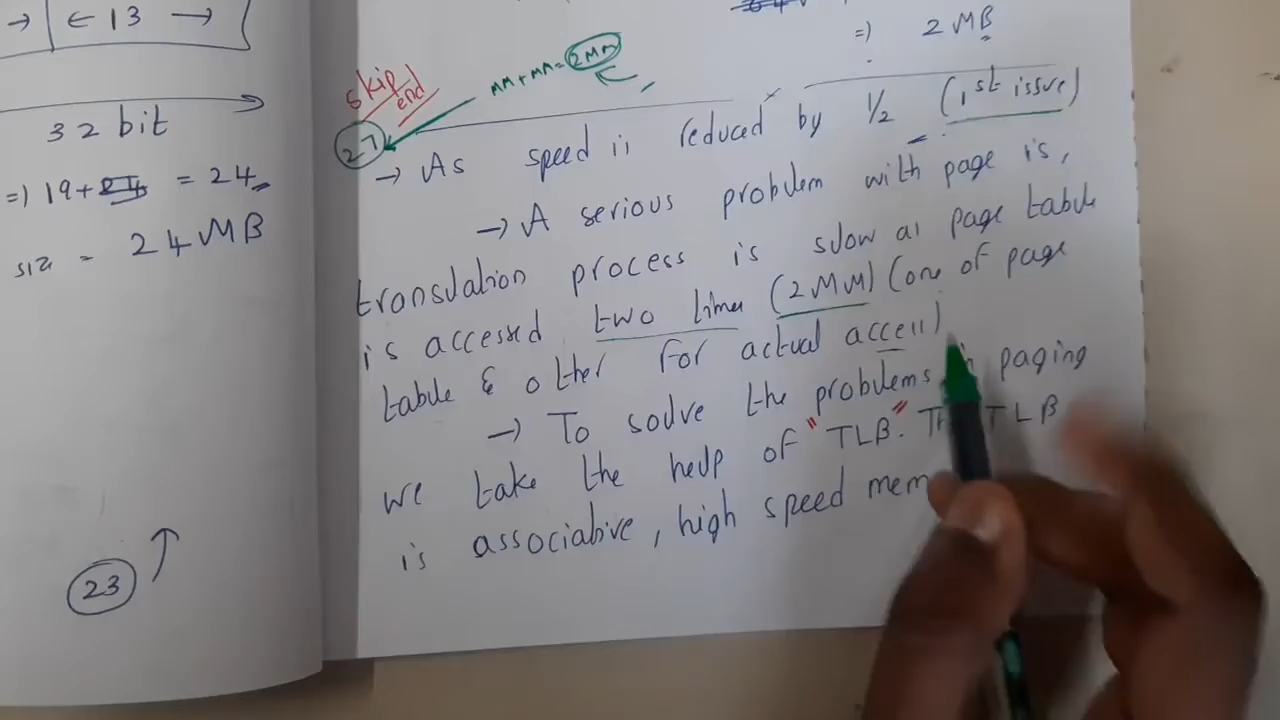 ← 13 →
32 bit
=) 19+ = 24
size = 24 MB
23
=) 2 MB
skip end
27
MM + MM = 2MM
→ As speed is reduced by 1/2 (1st issue)
→ A serious problem with page is,
translation process is slow as page table
is accessed two times (2MM) (one of page
table & other for actual access)
→ To solve the problems in paging
we take the help of "TLB". The TLB
is associative, high speed mem